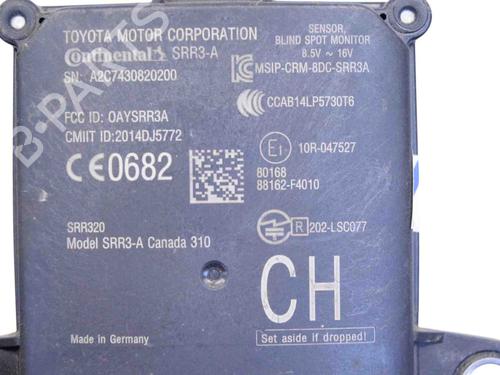 TOYOTA MOTOR CORPORATION
Continental SRR3-A
SN: A2C7430820200
SENSOR,
BLIND SPOT MONITOR
8.5V ~ 16V
MSIP-CRM-8DC-SRR3A
CCAB14LP5730T6
FCC ID: OAYSRR3A
CMIIT ID:2014DJ5772
CE0682
E1 10R-047527
80168
88162-F4010
SRR320
Model SRR3-A Canada 310
R 202-LSC077
CH
Made in Germany
Set aside if dropped!
B-PARTS